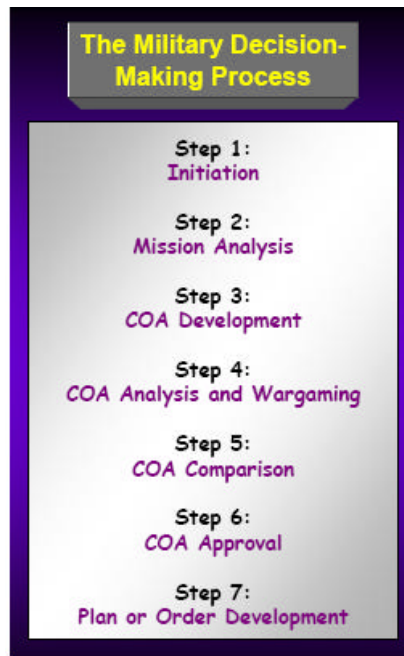 The Military Decision-
Making Process
Step 1:
Initiation
Step 2:
Mission Analysis
Step 3:
COA Development
Step 4:
COA Analysis and Wargaming
Step 5:
COA Comparison
Step 6:
COA Approval
Step 7:
Plan or Order Development